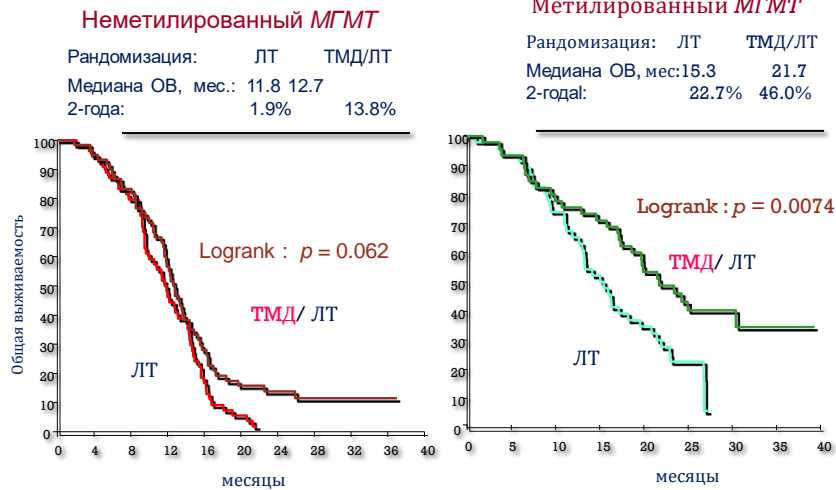 Неметилированный МГМТ
Рандомизация: ЛТ ТМД/ЛТ
Медиана ОВ, мес.: 11.8 12.7
2-года: 1.9% 13.8%
Общая выживаемость
100
90
80
70
60
50
40
30
20
10
0
Logrank : p = 0.062
ТМД/ ЛТ
ЛТ
0 4 8 12 16 20 24 28 32 36 40
месяцы
Метилированный МГМТ
Рандомизация: ЛТ ТМД/ЛТ
Медиана ОВ, мес:15.3 21.7
2-годаl: 22.7% 46.0%
100
90
80
70
60
50
40
30
20
10
0
Logrank : p = 0.0074
ТМД/ ЛТ
ЛТ
0 5 10 15 20 25 30 35 40
месяцы